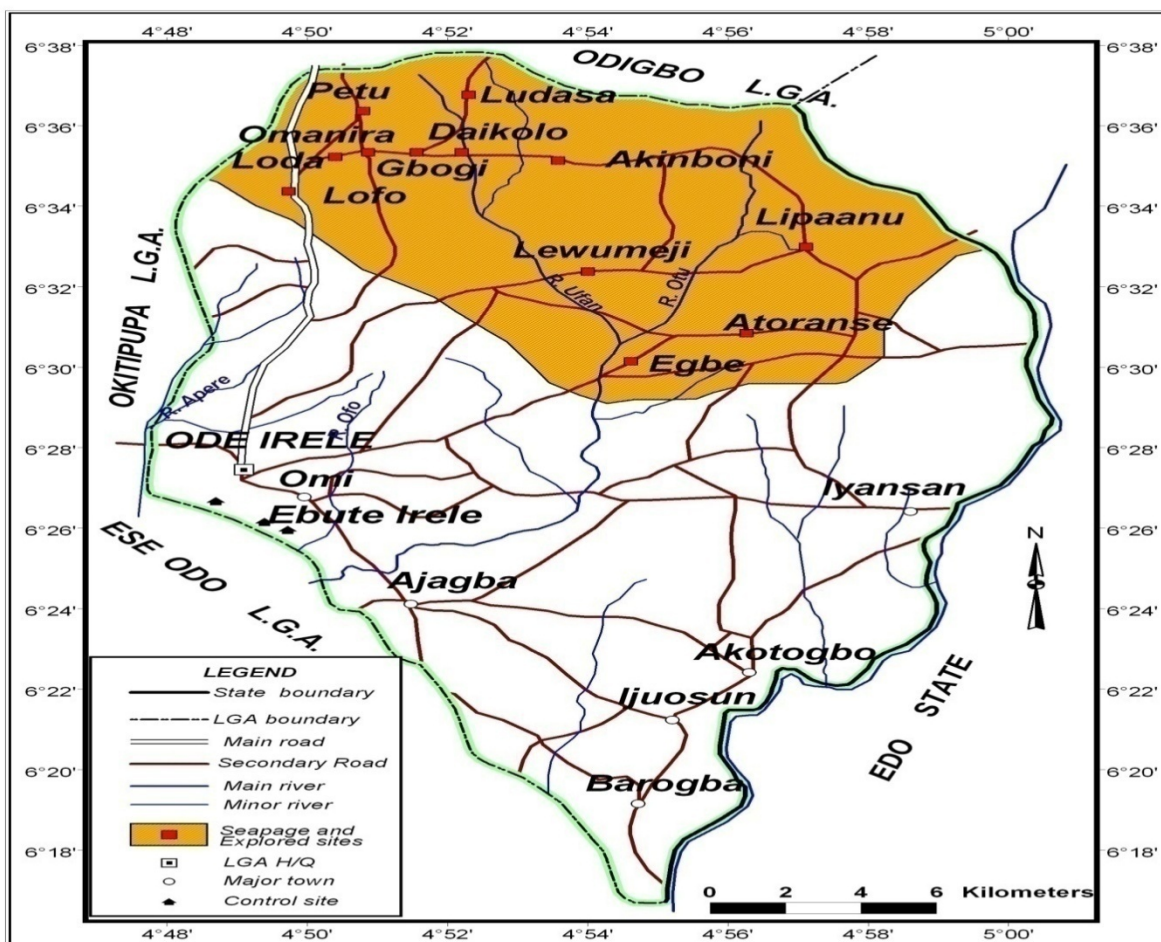 4°48' 4°50' 4°52' 4°54' 4°56' 4°58' 5°00'
6°38' 6°38'
ODIGBO L.G.A.
Petu
Ludasa
6°36' 6°36'
Omanira
Daikolo
Loda
Gbogi
Akinboni
Lofo
6°34' 6°34'
Lipaanu
Lewumeji
OKITIPUPA L.G.A.
R. Ufan
R. Otu
6°32' 6°32'
Atoranse
Egbe
6°30' 6°30'
R. Apere
R. Ofo
6°28' 6°28'
ODE IRELE
Omi
Iyansan
6°26' 6°26'
Ebute Irele
ESE ODO L.G.A.
N
Ajagba
6°24' 6°24'
Akotogbo
6°22' 6°22'
Ijuosun
EDO STATE
6°20' 6°20'
Barogba
6°18' 6°18'
LEGEND
State boundary
LGA boundary
Main road
Secondary Road
Main river
Minor river
Seapage and
Explored sites
LGA H/Q
Major town
Control site
0 2 4 6 Kilometers
4°48' 4°50' 4°52' 4°54' 4°56' 4°58' 5°00'